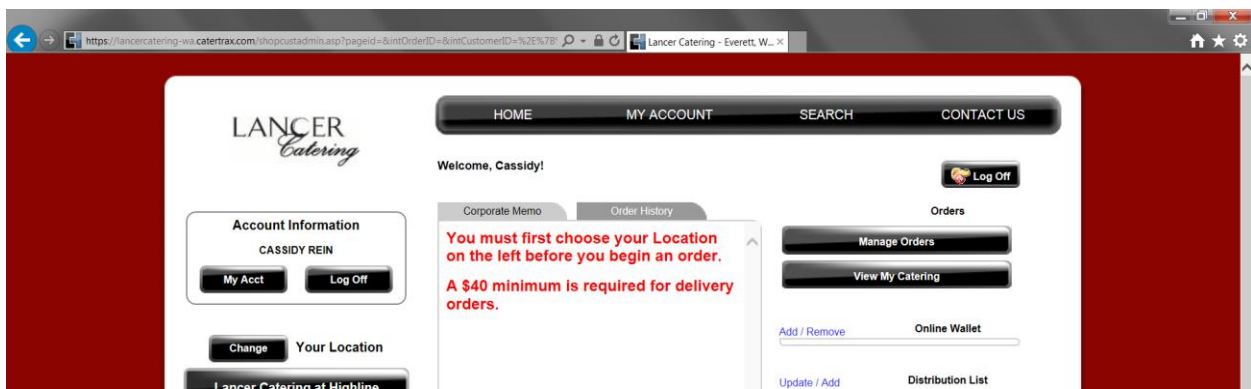 https://lancercatering-wa.catertrax.com/shopcustadmin.asp?pageid=&intOrderID=&intCustomerID=%2E%7B
Lancer Catering - Everett, W...
LANCER
Catering
HOME MY ACCOUNT SEARCH CONTACT US
Welcome, Cassidy!
Log Off
Account Information
CASSIDY REIN
My Acct Log Off
Change Your Location
Lancer Catering at Highline
Corporate Memo Order History
You must first choose your Location
on the left before you begin an order.
A $40 minimum is required for delivery
orders.
Orders
Manage Orders
View My Catering
Add / Remove Online Wallet
Update / Add Distribution List